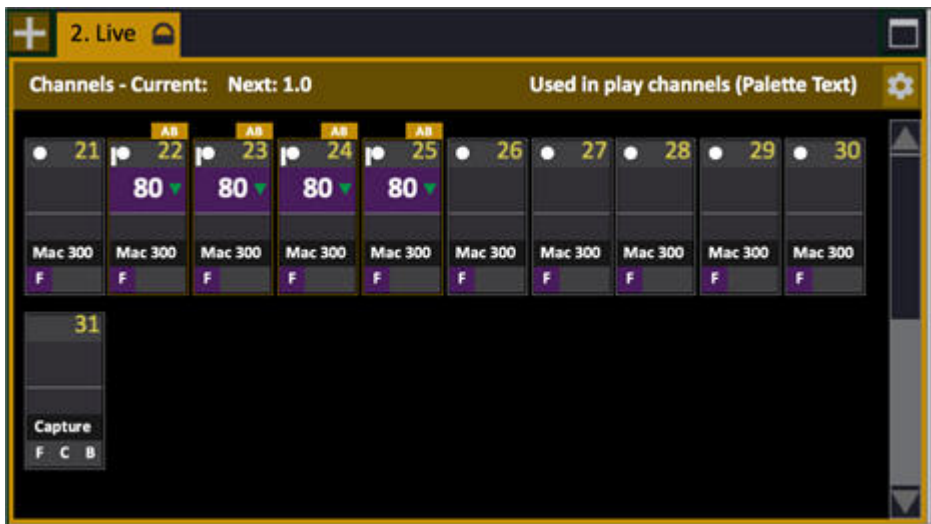 2. Live
Channels - Current: Next: 1.0 Used in play channels (Palette Text)
AB AB AB AB
21 22 23 24 25 26 27 28 29 30
80 80 80 80
Mac 300 Mac 300 Mac 300 Mac 300 Mac 300 Mac 300 Mac 300 Mac 300 Mac 300 Mac 300
F F F F F F F F F F
31
Capture
F C B